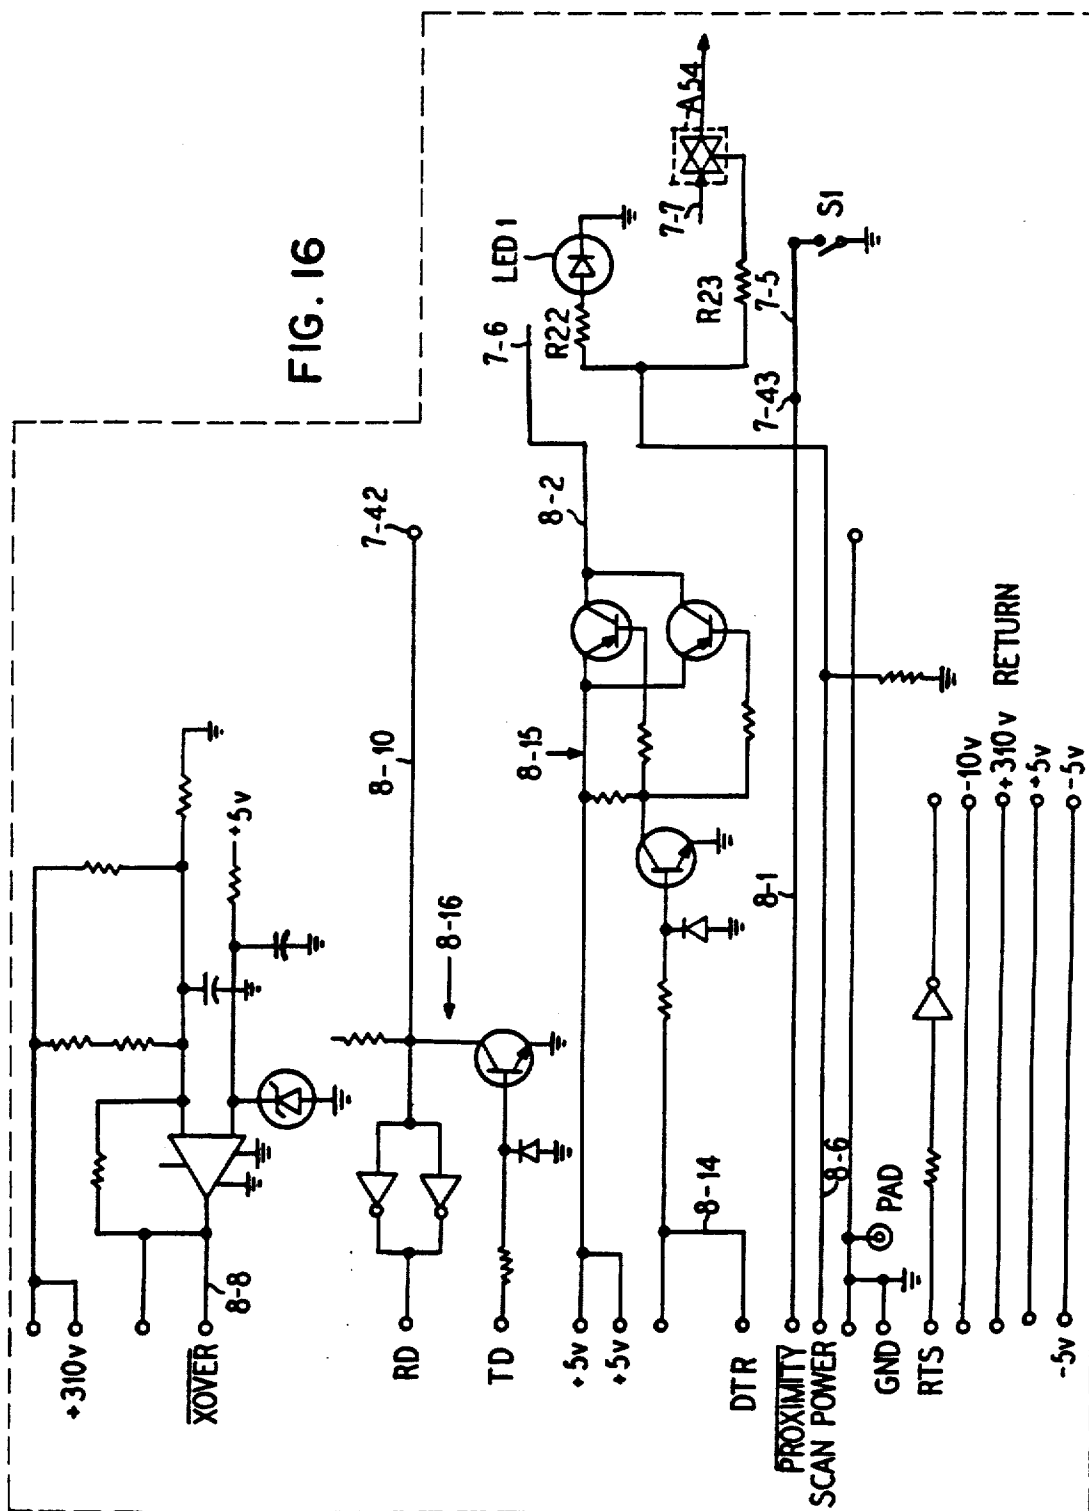 FIG. 16
+310v
XOVER
8-8
+5v
RD
8-10
7-42
8-16
TD
+5v
+5v
8-15
8-2
7-6
LED 1
R22
7-7
A54
R23
7-5
S1
7-43
DTR
8-14
8-1
PROXIMITY
SCAN POWER
8-6
PAD
GND
RTS
-10v
+310v RETURN
+5v
-5v
-5v